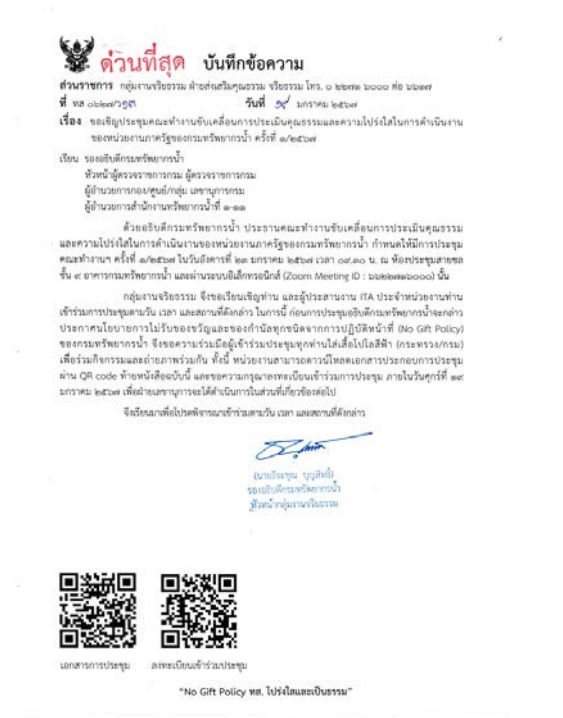 ด่วนที่สุด บันทึกข้อความ
ส่วนราชการ กลุ่มงานจริยธรรม ฝ่ายส่งเสริมคุณธรรม จริยธรรม โทร. ๐ ๒๒๗๑ ๖๐๐๐ ต่อ ๖๖๑๗
ที่ ทส ๐๖๒๗/๖๑๓ วันที่ ๑๙ มกราคม ๒๕๖๗
เรื่อง ขอเชิญประชุมคณะทำงานขับเคลื่อนการประเมินคุณธรรมและความโปร่งใสในการดำเนินงาน
ของหน่วยงานภาครัฐของกรมทรัพยากรน้ำ ครั้งที่ ๑/๒๕๖๗
เรียน รองอธิบดีกรมทรัพยากรน้ำ
หัวหน้าผู้ตรวจราชการกรม ผู้ตรวจราชการกรม
ผู้อำนวยการกอง/ศูนย์/กลุ่ม เลขานุการกรม
ผู้อำนวยการสำนักงานทรัพยากรน้ำที่ ๑-๑๑
ด้วยอธิบดีกรมทรัพยากรน้ำ ประธานคณะทำงานขับเคลื่อนการประเมินคุณธรรม
และความโปร่งใสในการดำเนินงานของหน่วยงานภาครัฐของกรมทรัพยากรน้ำ กำหนดให้มีการประชุม
คณะทำงานฯ ครั้งที่ ๑/๒๕๖๗ ในวันอังคารที่ ๒๓ มกราคม ๒๕๖๗ เวลา ๐๙.๓๐ น. ณ ห้องประชุมสายชล
ชั้น ๙ อาคารกรมทรัพยากรน้ำ และผ่านระบบอิเล็กทรอนิกส์ (Zoom Meeting ID : ๖๒๒๗๑๖๐๐๐) นั้น
กลุ่มงานจริยธรรม จึงขอเรียนเชิญท่าน และผู้ประสานงาน ITA ประจำหน่วยงานท่าน
เข้าร่วมการประชุมตามวัน เวลา และสถานที่ดังกล่าว ในการนี้ ก่อนการประชุมอธิบดีกรมทรัพยากรน้ำจะกล่าว
ประกาศนโยบายการไม่รับของขวัญและของกำนัลทุกชนิดจากการปฏิบัติหน้าที่ (No Gift Policy)
ของกรมทรัพยากรน้ำ จึงขอความร่วมมือผู้เข้าร่วมประชุมทุกท่านใส่เสื้อโปโลสีฟ้า (กระทรวง/กรม)
เพื่อร่วมกิจกรรมและถ่ายภาพร่วมกัน ทั้งนี้ หน่วยงานสามารถดาวน์โหลดเอกสารประกอบการประชุม
ผ่าน QR code ท้ายหนังสือฉบับนี้ และขอความกรุณาลงทะเบียนเข้าร่วมการประชุม ภายในวันศุกร์ที่ ๑๙
มกราคม ๒๕๖๗ เพื่อฝ่ายเลขานุการจะได้ดำเนินการในส่วนที่เกี่ยวข้องต่อไป
จึงเรียนมาเพื่อโปรดพิจารณาเข้าร่วมตามวัน เวลา และสถานที่ดังกล่าว
(นายธีระชุณ บุญสิทธิ์)
รองอธิบดีกรมทรัพยากรน้ำ
หัวหน้ากลุ่มงานจริยธรรม
เอกสารการประชุม ลงทะเบียนเข้าร่วมประชุม
"No Gift Policy ทส. โปร่งใสและเป็นธรรม"